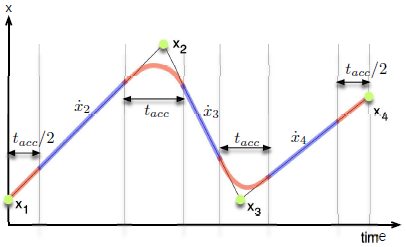 x
x₂
t_acc/2
ẋ₂
ẋ₃
t_acc
t_acc/2
t_acc
ẋ₄
x₄
x₁
x₃
time